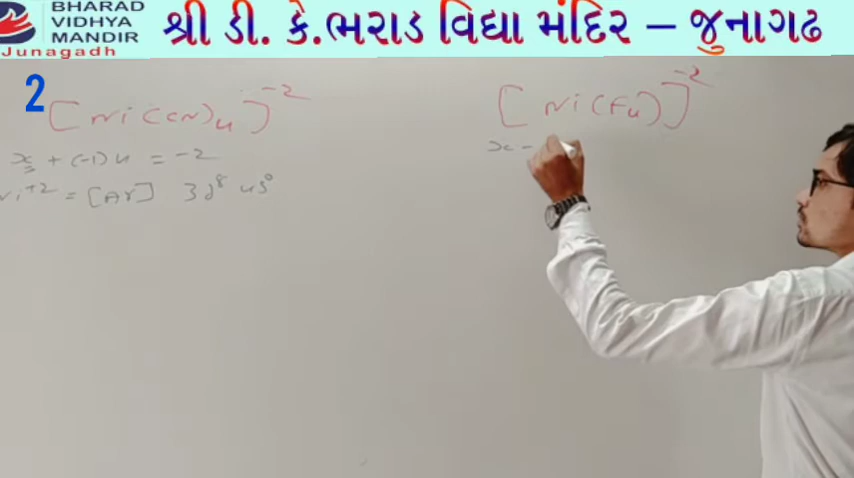 BHARAD
VIDHYA
MANDIR
Junagadh
શ્રી ડી. કે.ભરાડ વિદ્યા મંદિર – જુનાગઢ
2
[Ni(CN)4]-2
x + (-1)4 = -2
Ni+2 = [Ar] 3d8 4s0
[Ni(F4)]-2
x -